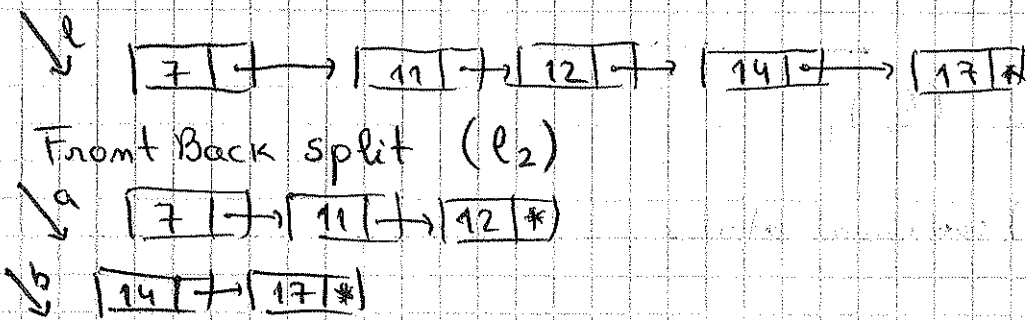 l
7 11 12 14 17 *
Front Back split (l2)
a
7 11 12 *
b
14 17 *